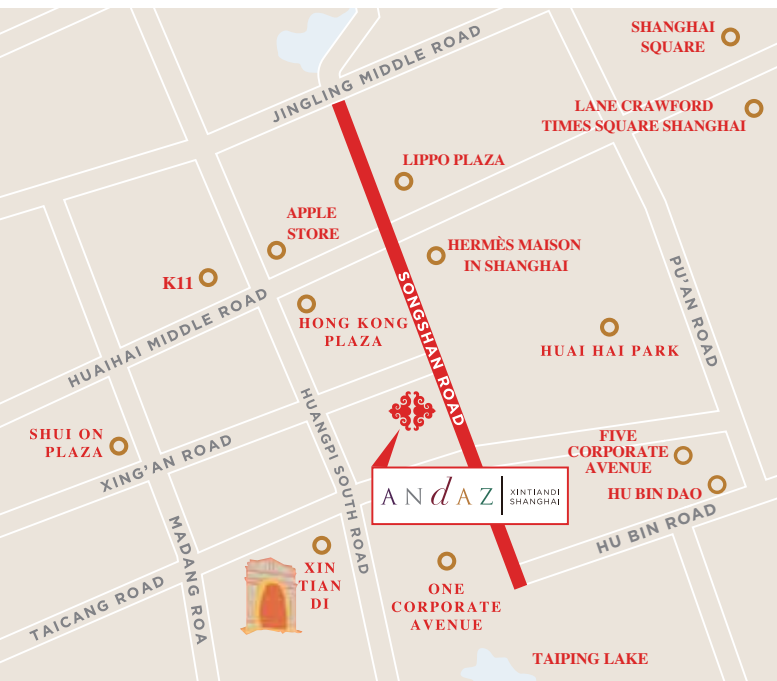 SHANGHAI
SQUARE
JINGLING MIDDLE ROAD
LANE CRAWFORD
TIMES SQUARE SHANGHAI
LIPPO PLAZA
APPLE
STORE
HERMÈS MAISON
IN SHANGHAI
K11
PU'AN ROAD
SONGSHAN ROAD
HUAIHAI MIDDLE ROAD
HONG KONG
PLAZA
HUAI HAI PARK
HUANGPI SOUTH ROAD
SHUI ON
PLAZA
XING'AN ROAD
FIVE
CORPORATE
AVENUE
HU BIN DAO
ANdAZ
XINTIANDI
SHANGHAI
HU BIN ROAD
MADANG ROA
XIN
TIAN
DI
ONE
CORPORATE
AVENUE
TAICANG ROAD
TAIPING LAKE